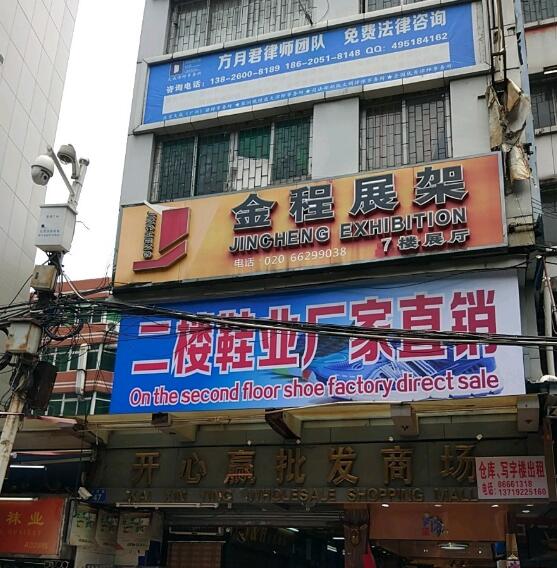 万月君律师团队 免费法律咨询
咨询电话：138-2600-8189 186-2051-8148 QQ: 495184162
金程展架
JINCHENG EXHIBITION
电话：020 66299038
7楼展厅
二楼鞋业厂家直销
On the second floor shoe factory direct sale
开心赢批发商场
KAI XIN YING WHOLESALE SHOPPING MALL
仓库、写字楼出租
电话: 86661318
13719225160
袜业